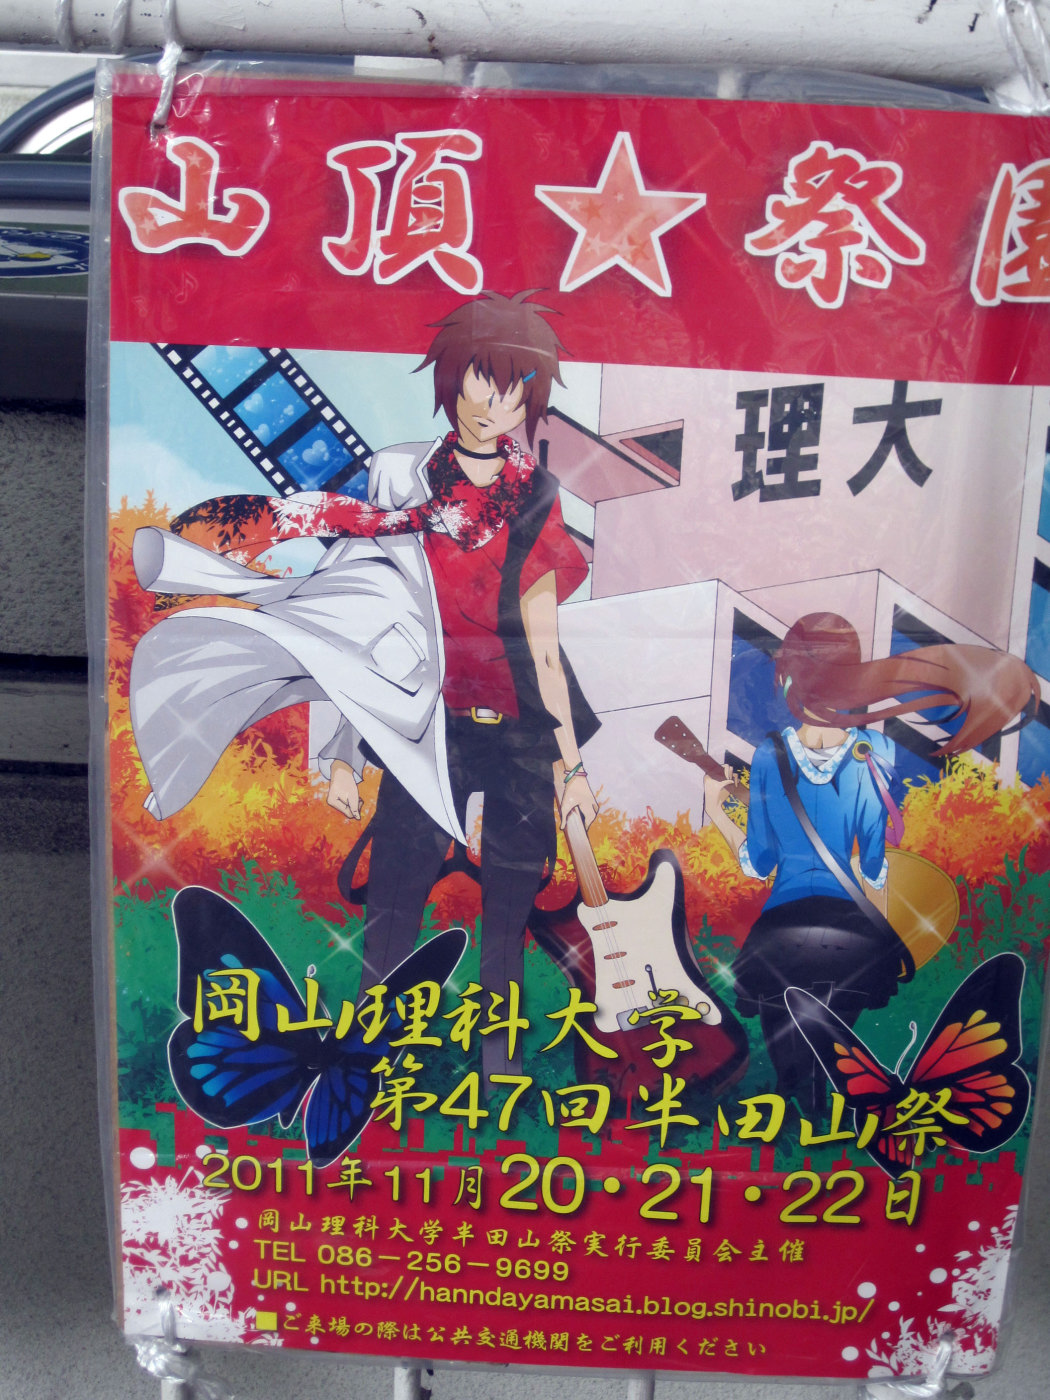 山頂★祭園
理大
岡山理科大学
第47回半田山祭
2011年11月20・21・22日
岡山理科大学半田山祭実行委員会主催
TEL 086－256－9699
URL http://hanndayamasai.blog.shinobi.jp/
■ご来場の際は公共交通機関をご利用ください